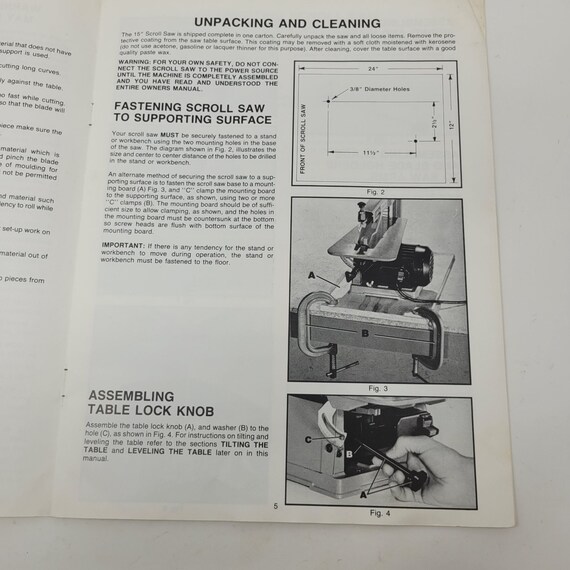 erial that does not have
support is used.
cutting long curves.
y against the table.
oo fast while cutting.
so that the blade will
piece make sure the
material which is
d pinch the blade
e of moulding for
not be permitted
nd material such
dency to roll while
set-up work on
material out of
o pieces from
UNPACKING AND CLEANING
The 15" Scroll Saw is shipped complete in one carton. Carefully unpack the saw and all loose items. Remove the pro-
tective coating from the saw table surface. This coating may be removed with a soft cloth moistened with kerosene
(do not use acetone, gasoline or lacquer thinner for this purpose). After cleaning, cover the table surface with a good
quality paste wax.
WARNING: FOR YOUR OWN SAFETY, DO NOT CON-
NECT THE SCROLL SAW TO THE POWER SOURCE
UNTIL THE MACHINE IS COMPLETELY ASSEMBLED
AND YOU HAVE READ AND UNDERSTOOD THE
ENTIRE OWNERS MANUAL.
FASTENING SCROLL SAW
TO SUPPORTING SURFACE
Your scroll saw MUST be securely fastened to a stand
or workbench using the two mounting holes in the base
of the saw. The diagram shown in Fig. 2, illustrates the
size and center to center distance of the holes to be drilled
in the stand or workbench.
An alternate method of securing the scroll saw to a sup-
porting surface is to fasten the scroll saw base to a mount-
ing board (A) Fig. 3, and "C" clamp the mounting board
to the supporting surface, as shown, using two or more
"C" clamps (B). The mounting board should be of suffi-
cient size to allow clamping, as shown, and the holes in
the mounting board must be countersunk at the bottom
so screw heads are flush with bottom surface of the
mounting board.
IMPORTANT: If there is any tendency for the stand or
workbench to move during operation, the stand or
workbench must be fastened to the floor.
24"
3/8" Diameter Holes
FRONT OF SCROLL SAW
7½"
12"
11⅛"
Fig. 2
A
B
Fig. 3
ASSEMBLING
TABLE LOCK KNOB
Assemble the table lock knob (A), and washer (B) to the
hole (C), as shown in Fig. 4. For instructions on tilting and
leveling the table refer to the sections TILTING THE
TABLE and LEVELING THE TABLE later on in this
manual.
C
B
A
Fig. 4
5